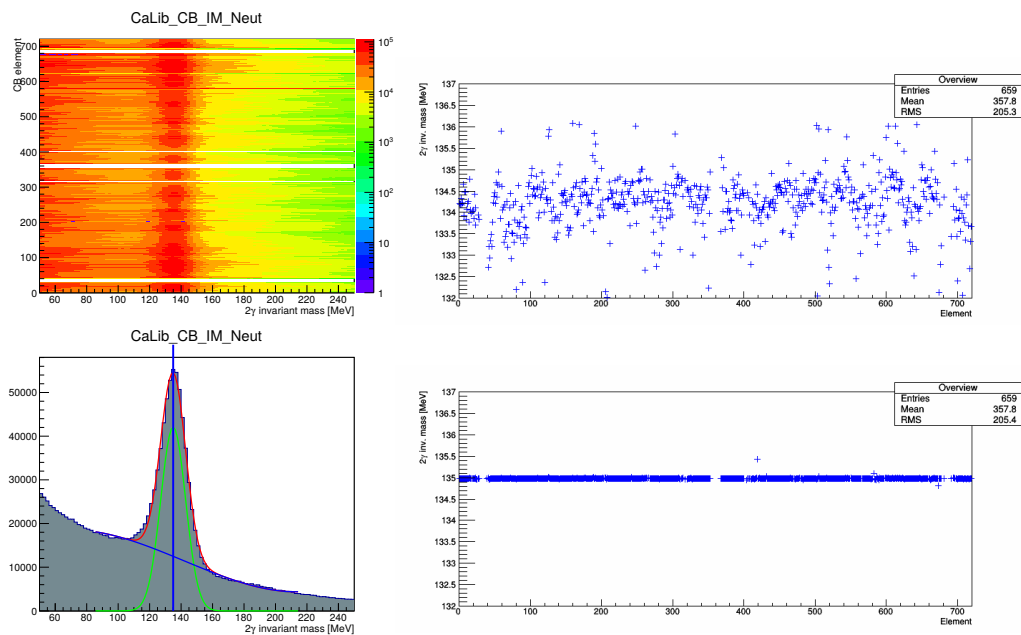 CaLib_CB_IM_Neut
CB element
700
600
500
400
300
200
100
0
60 80 100 120 140 160 180 200 220 240
2γ invariant mass [MeV]
10⁵
10⁴
10³
10²
10
1
2γ inv. mass [MeV]
137
136.5
136
135.5
135
134.5
134
133.5
133
132.5
132
0 100 200 300 400 500 600 700
Element
Overview
Entries 659
Mean 357.8
RMS 205.3
CaLib_CB_IM_Neut
50000
40000
30000
20000
10000
0
60 80 100 120 140 160 180 200 220 240
2γ invariant mass [MeV]
2γ inv. mass [MeV]
137
136.5
136
135.5
135
134.5
134
133.5
133
132.5
132
0 100 200 300 400 500 600 700
Element
Overview
Entries 659
Mean 357.8
RMS 205.4